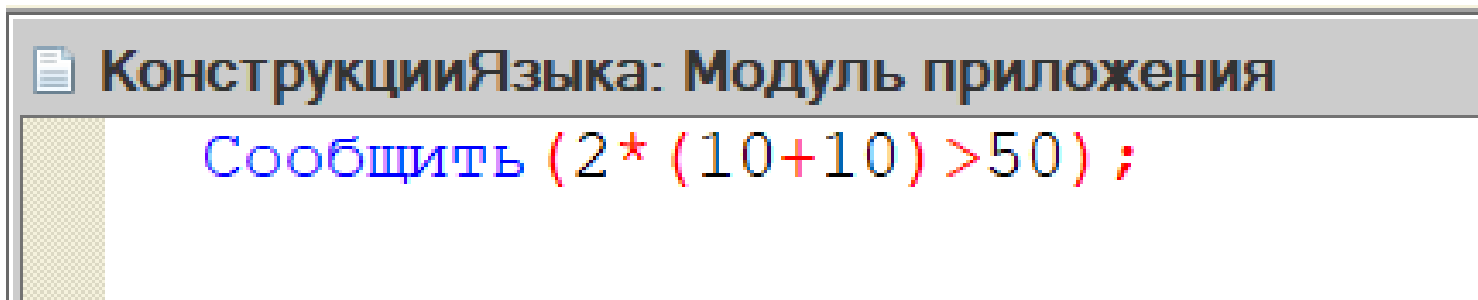 КонструкцииЯзыка: Модуль приложения
Сообщить(2*(10+10)>50);